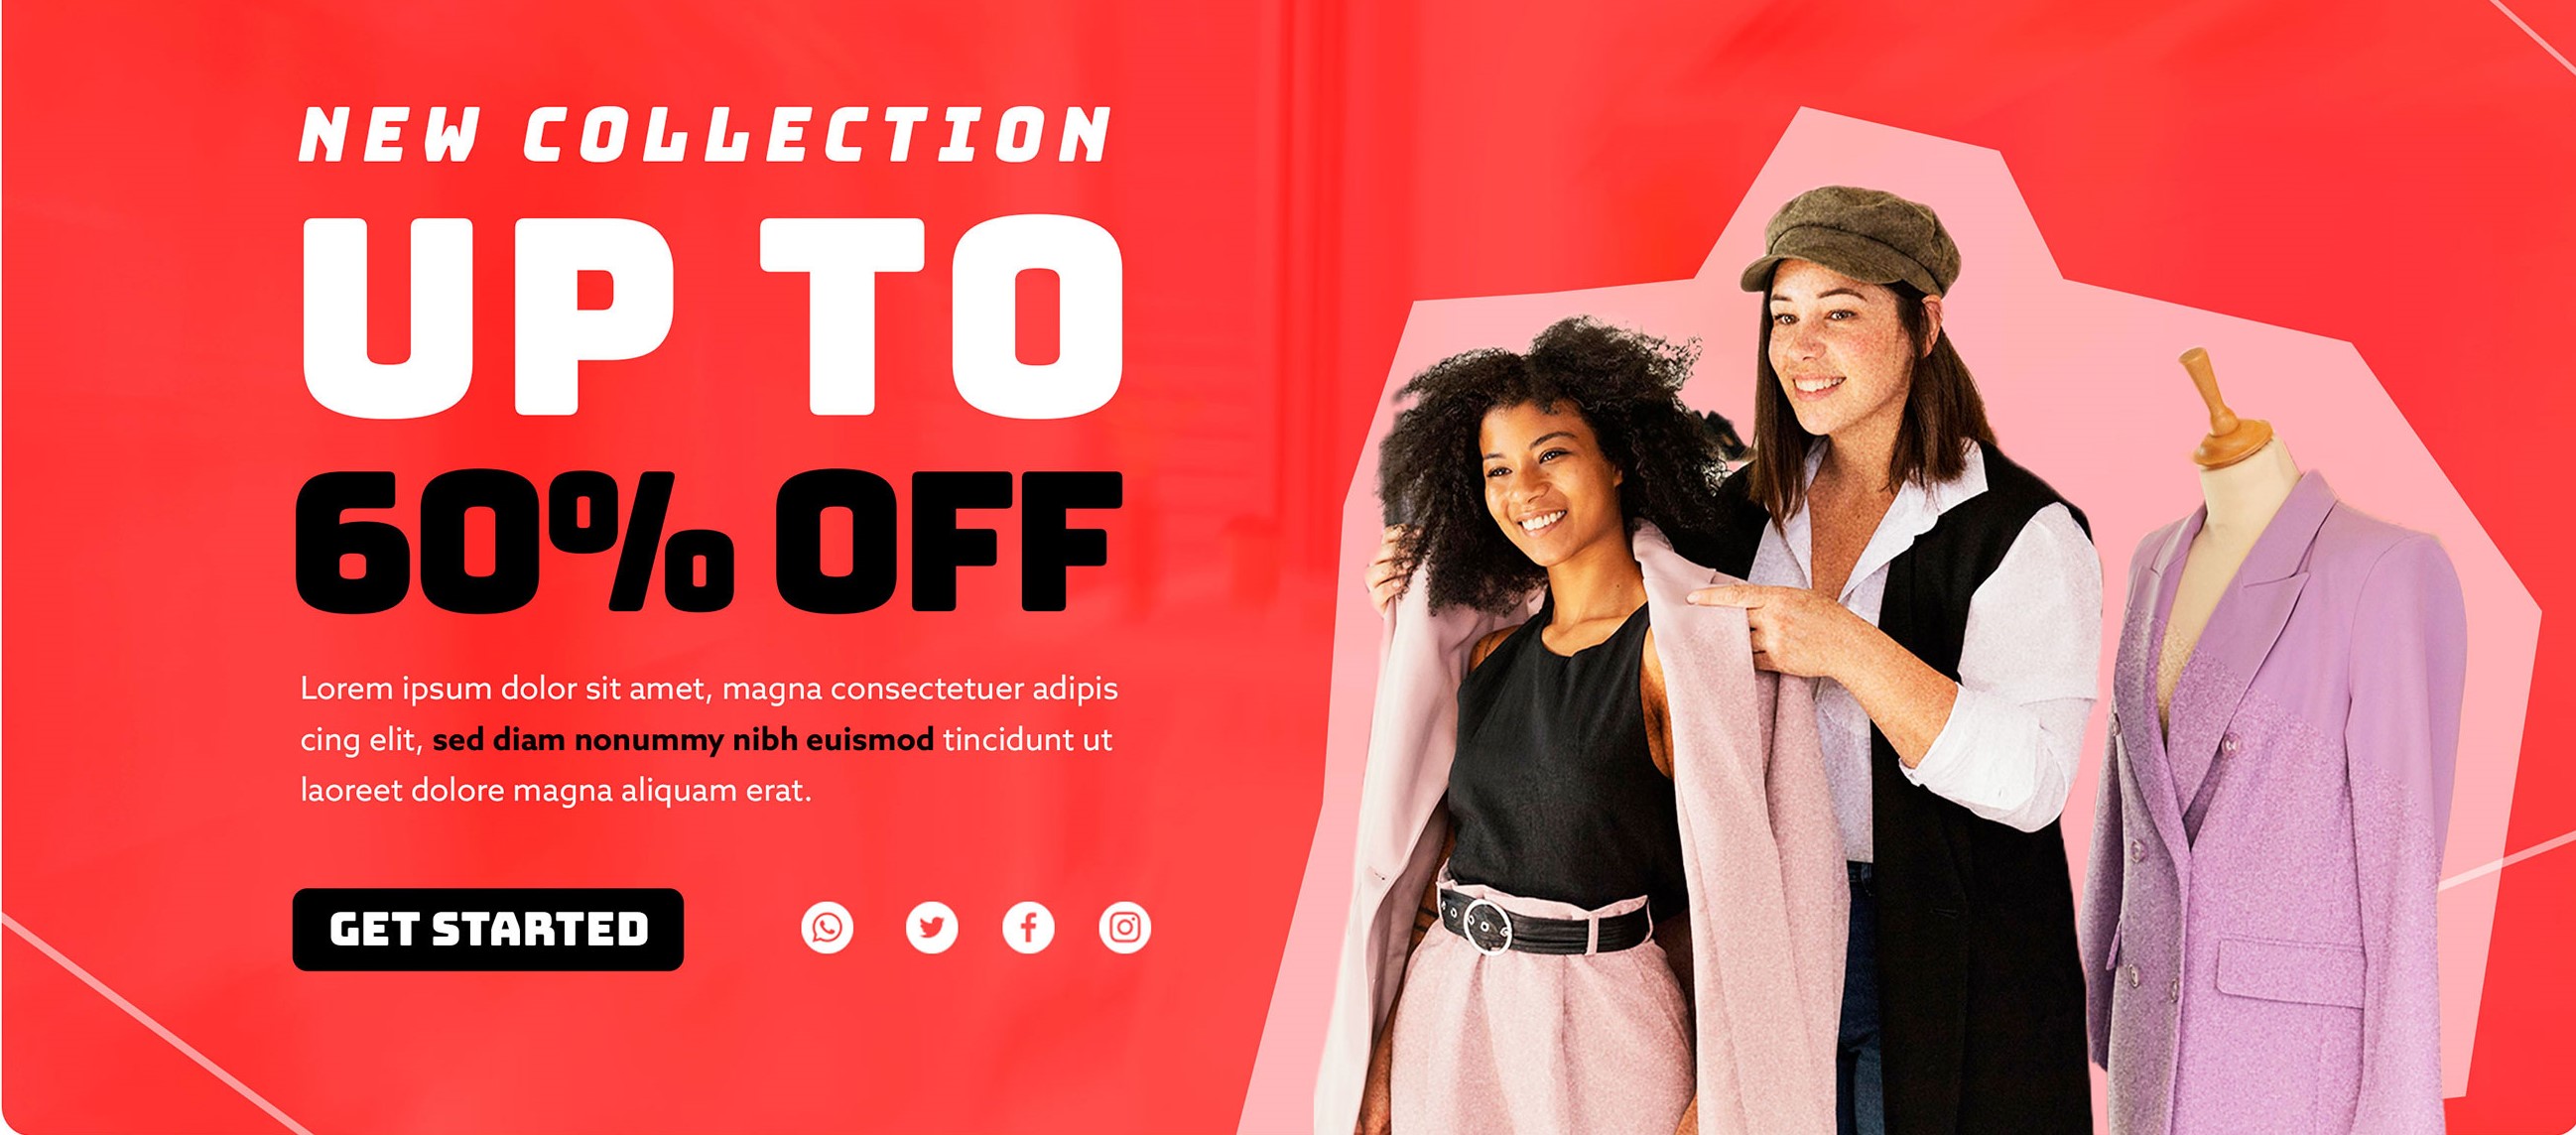 NEW COLLECTION
UP TO
60% OFF
Lorem ipsum dolor sit amet, magna consectetuer adipis
cing elit, sed diam nonummy nibh euismod tincidunt ut
laoreet dolore magna aliquam erat.
GET STARTED